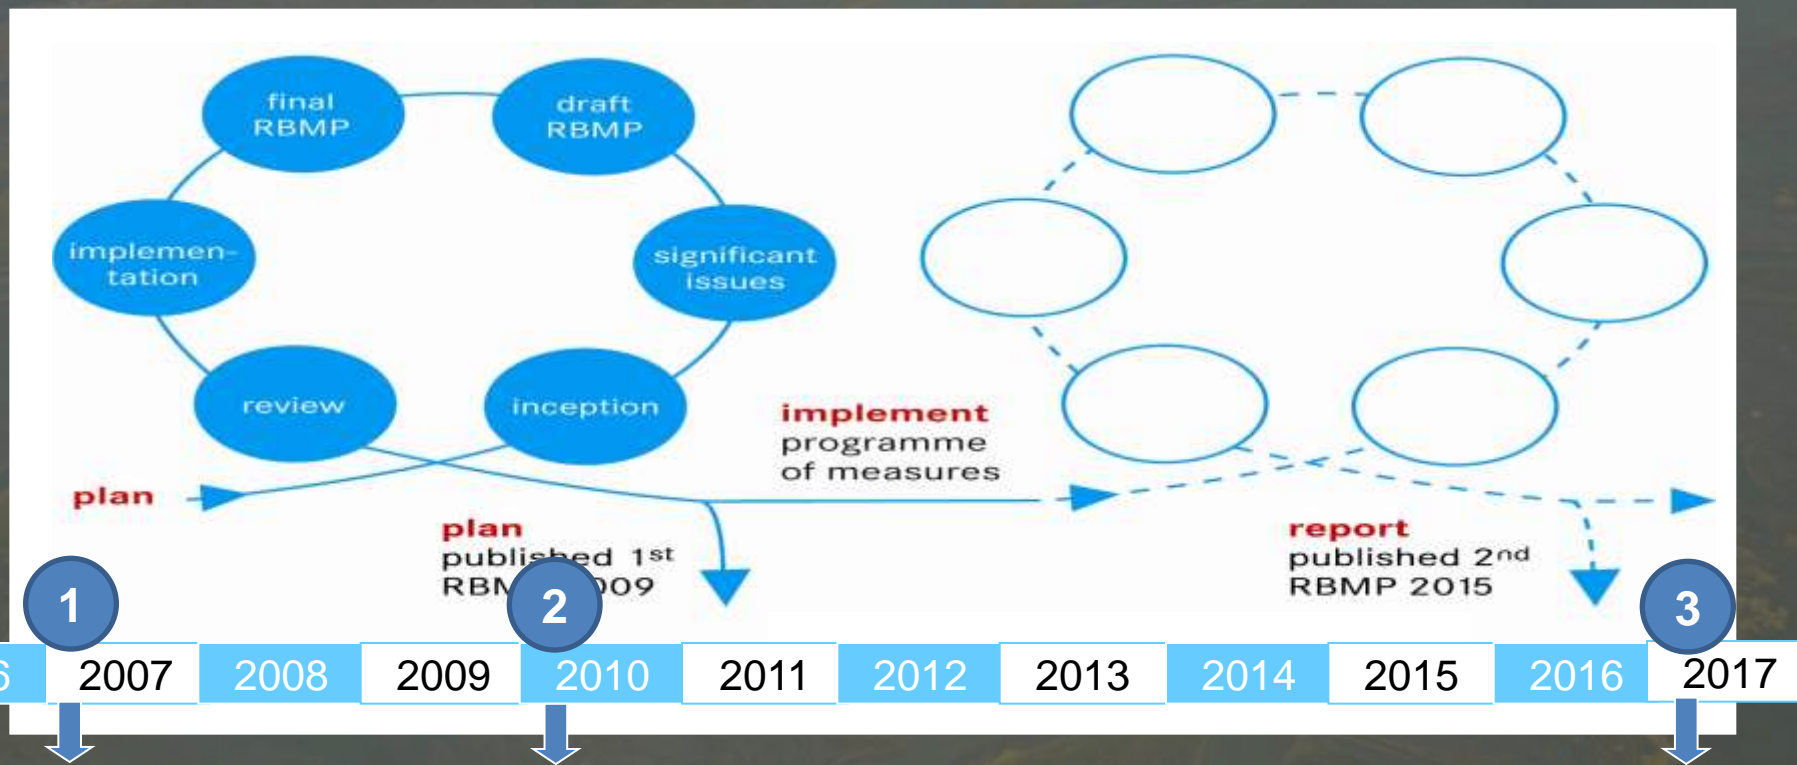 final
RBMP
draft
RBMP
implemen-
tation
significant
issues
review
inception
implement
programme
of measures
plan
plan
published 1st
RBM 009
report
published 2nd
RBMP 2015
1
2
3
6 2007 2008 2009 2010 2011 2012 2013 2014 2015 2016 2017